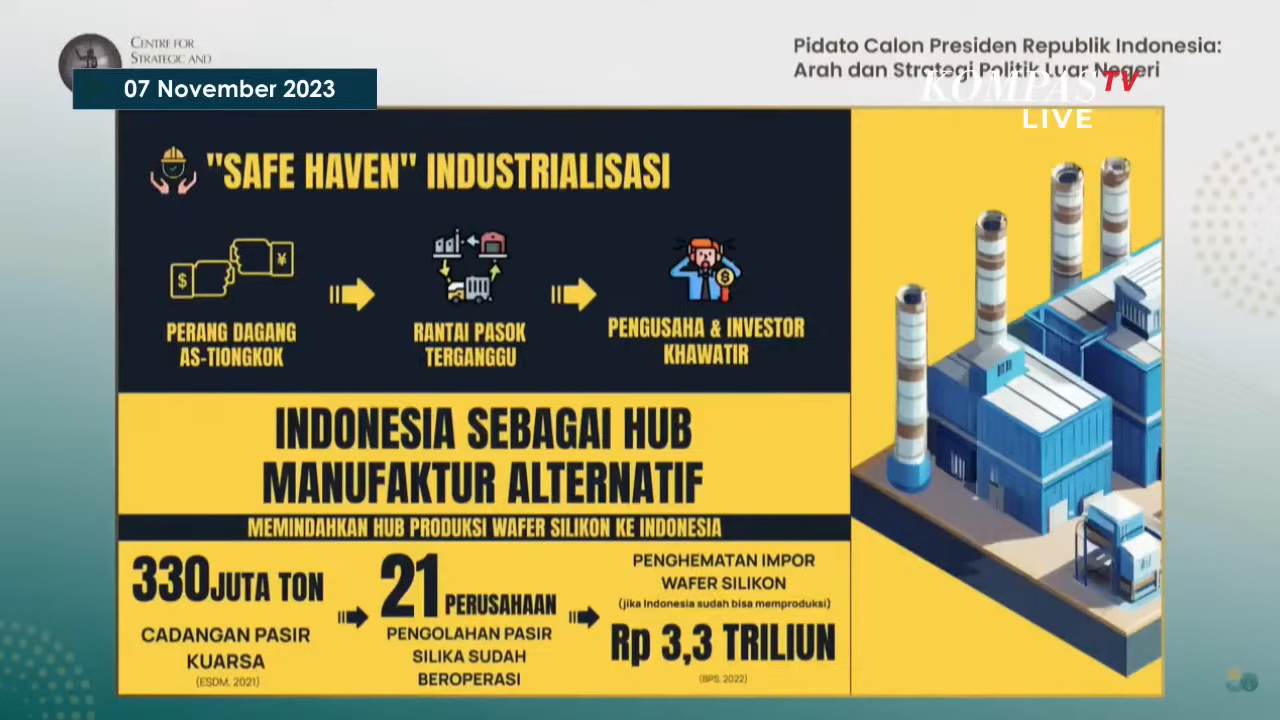 CENTRE FOR
STRATEGIC AND
07 November 2023
Pidato Calon Presiden Republik Indonesia:
Arah dan Strategi Politik Luar Negeri
KOMPAS TV
LIVE
"SAFE HAVEN" INDUSTRIALISASI
$
¥
$
PERANG DAGANG
AS-TIONGKOK
RANTAI PASOK
TERGANGGU
PENGUSAHA & INVESTOR
KHAWATIR
INDONESIA SEBAGAI HUB
MANUFAKTUR ALTERNATIF
MEMINDAHKAN HUB PRODUKSI WAFER SILIKON KE INDONESIA
330 JUTA TON
CADANGAN PASIR
KUARSA
(ESDM, 2021)
21 PERUSAHAAN
PENGOLAHAN PASIR
SILIKA SUDAH
BEROPERASI
PENGHEMATAN IMPOR
WAFER SILIKON
(jika Indonesia sudah bisa memproduksi)
Rp 3,3 TRILIUN
(BPS, 2022)